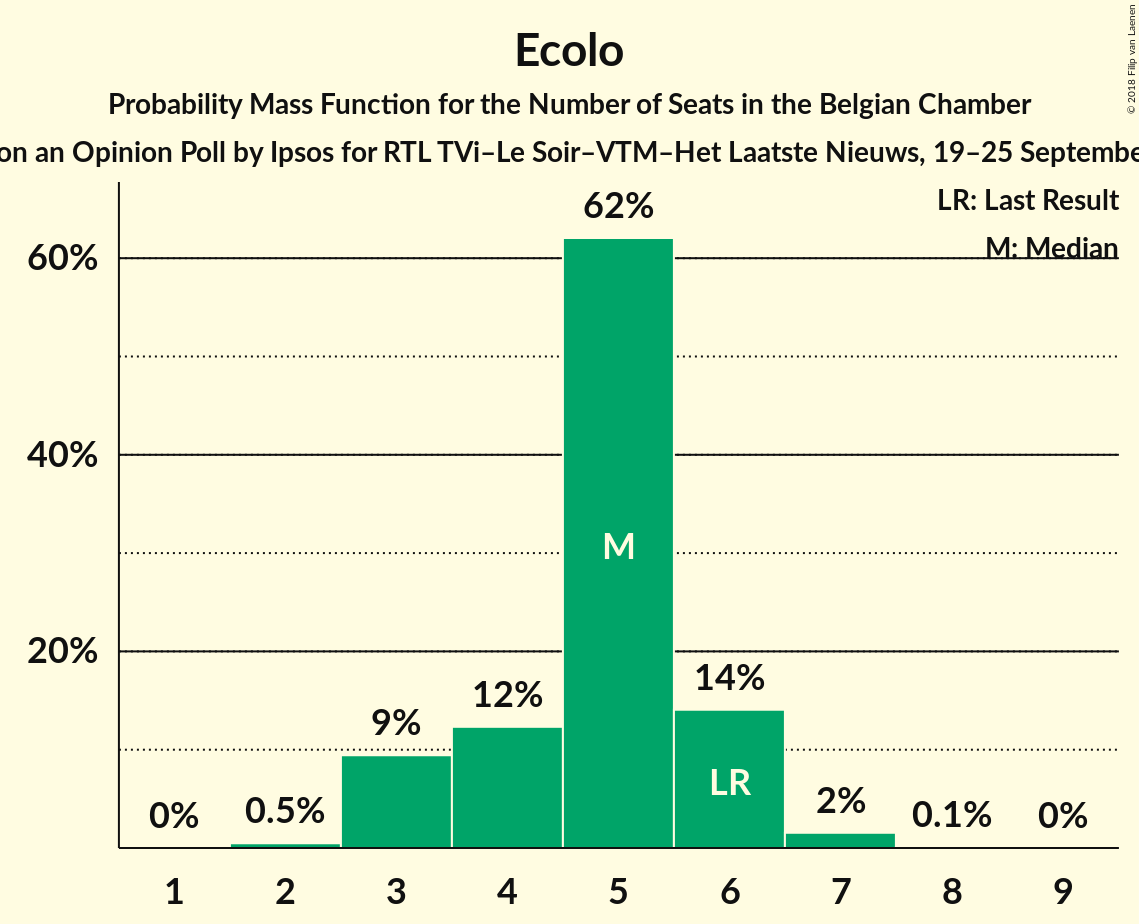 Ecolo
Probability Mass Function for the Number of Seats in the Belgian Chamber
on an Opinion Poll by Ipsos for RTL TVi–Le Soir–VTM–Het Laatste Nieuws, 19–25
© 2018 Filip van Laenen
LR: Last Result
M: Median
60%
40%
20%
0%
0.5%
9%
12%
62%
14%
2%
0.1%
0%
M
LR
1 2 3 4 5 6 7 8 9